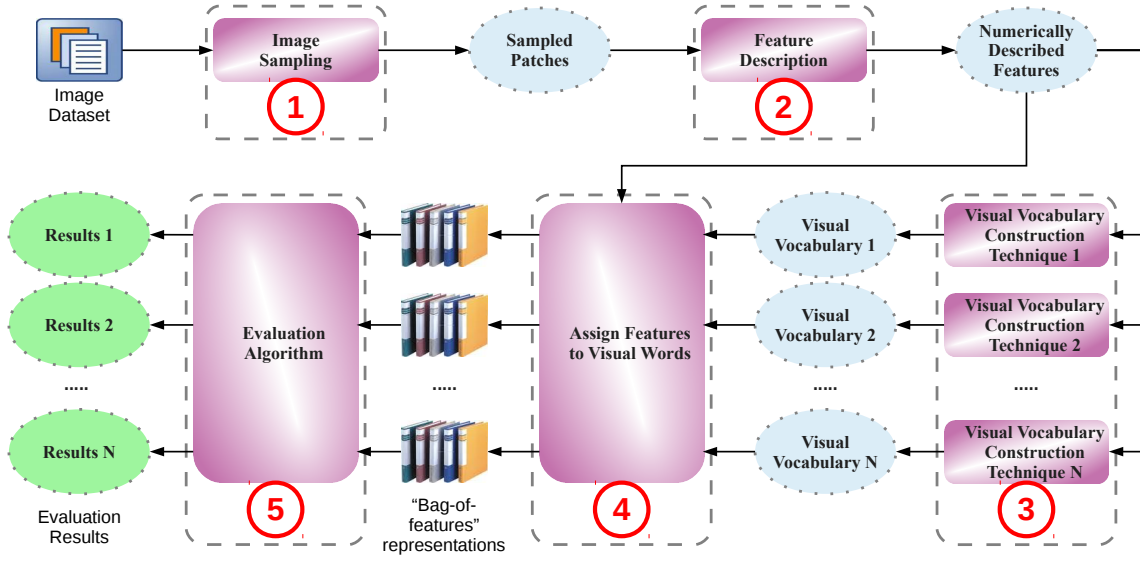 Image
Dataset
Image
Sampling
1
Sampled
Patches
Feature
Description
2
Numerically
Described
Features
Results 1
Results 2
.....
Results N
Evaluation
Results
Evaluation
Algorithm
5
.....
“Bag-of-
features”
representations
Assign Features
to Visual Words
4
Visual
Vocabulary 1
Visual
Vocabulary 2
.....
Visual
Vocabulary N
Visual Vocabulary
Construction
Technique 1
Visual Vocabulary
Construction
Technique 2
.....
Visual Vocabulary
Construction
Technique N
3